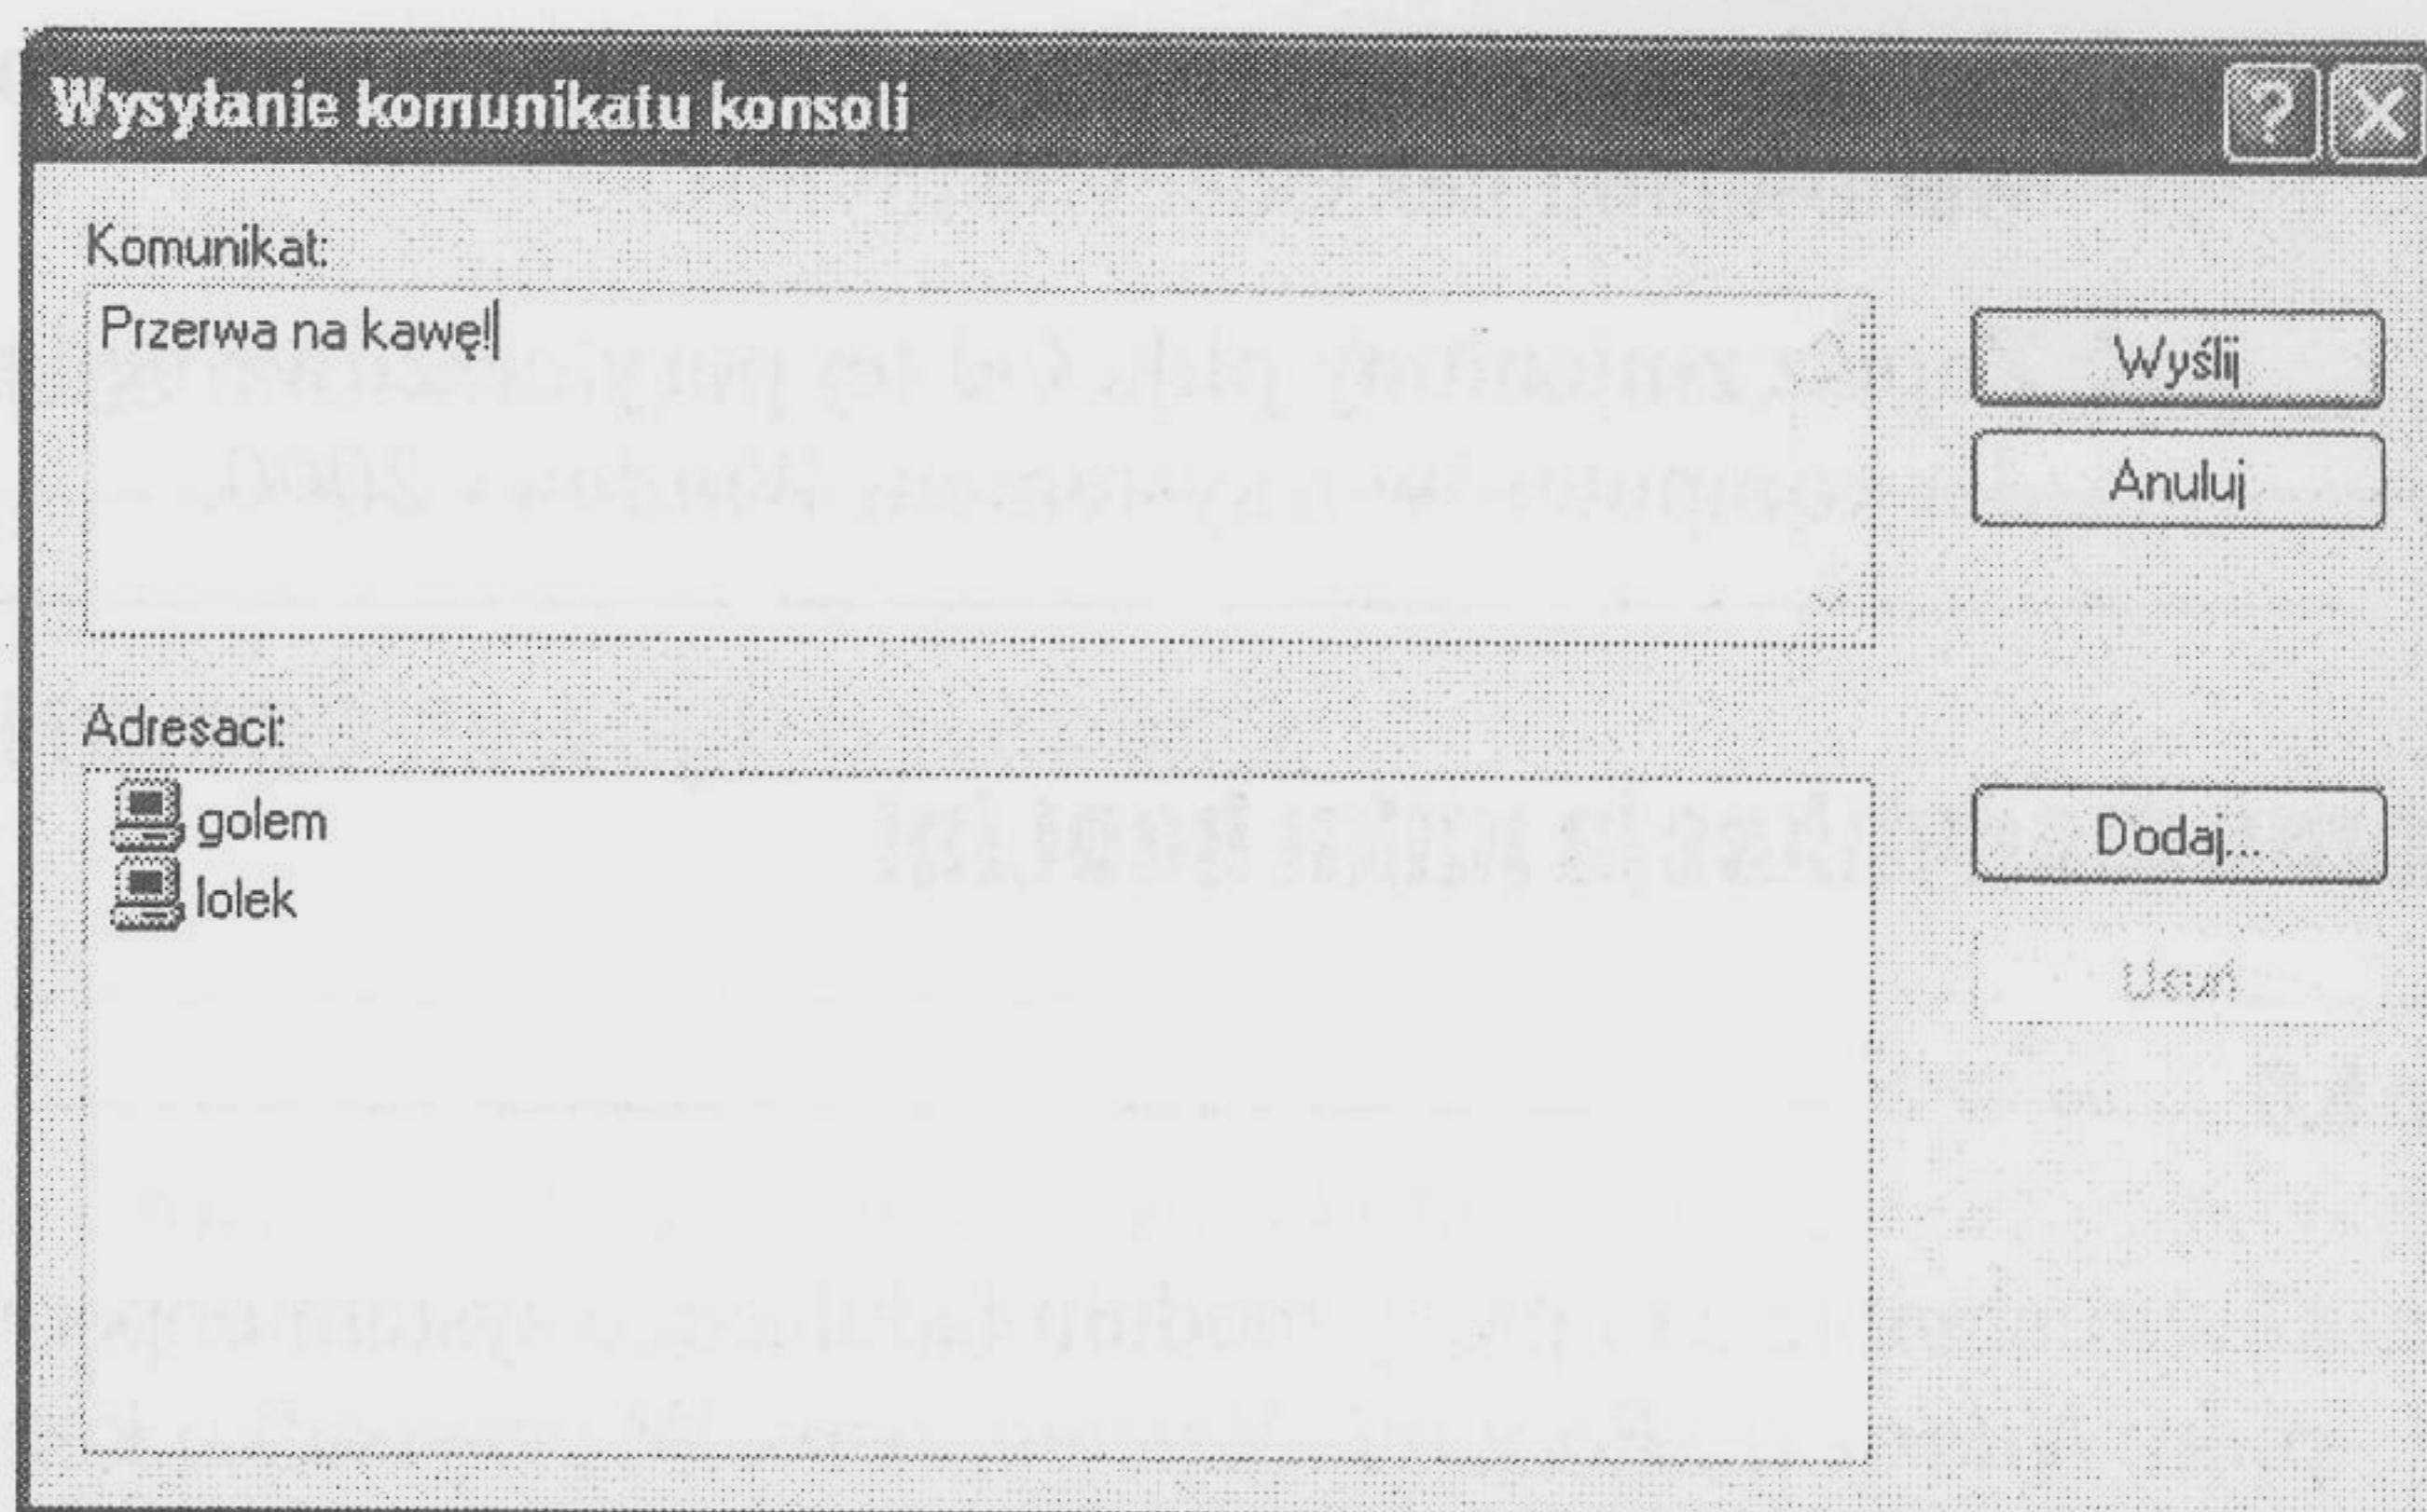 Wysyłanie komunikatu konsoli
Komunikat:
Przerwa na kawę!
Wyślij
Anuluj
Adresaci:
golem
lolek
Dodaj...
Usuń